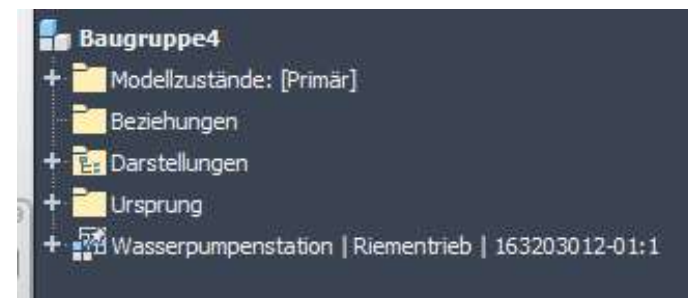 Baugruppe4
Modellzustände: [Primär]
Beziehungen
Darstellungen
Ursprung
Wasserpumpenstation | Riementrieb | 163203012-01:1